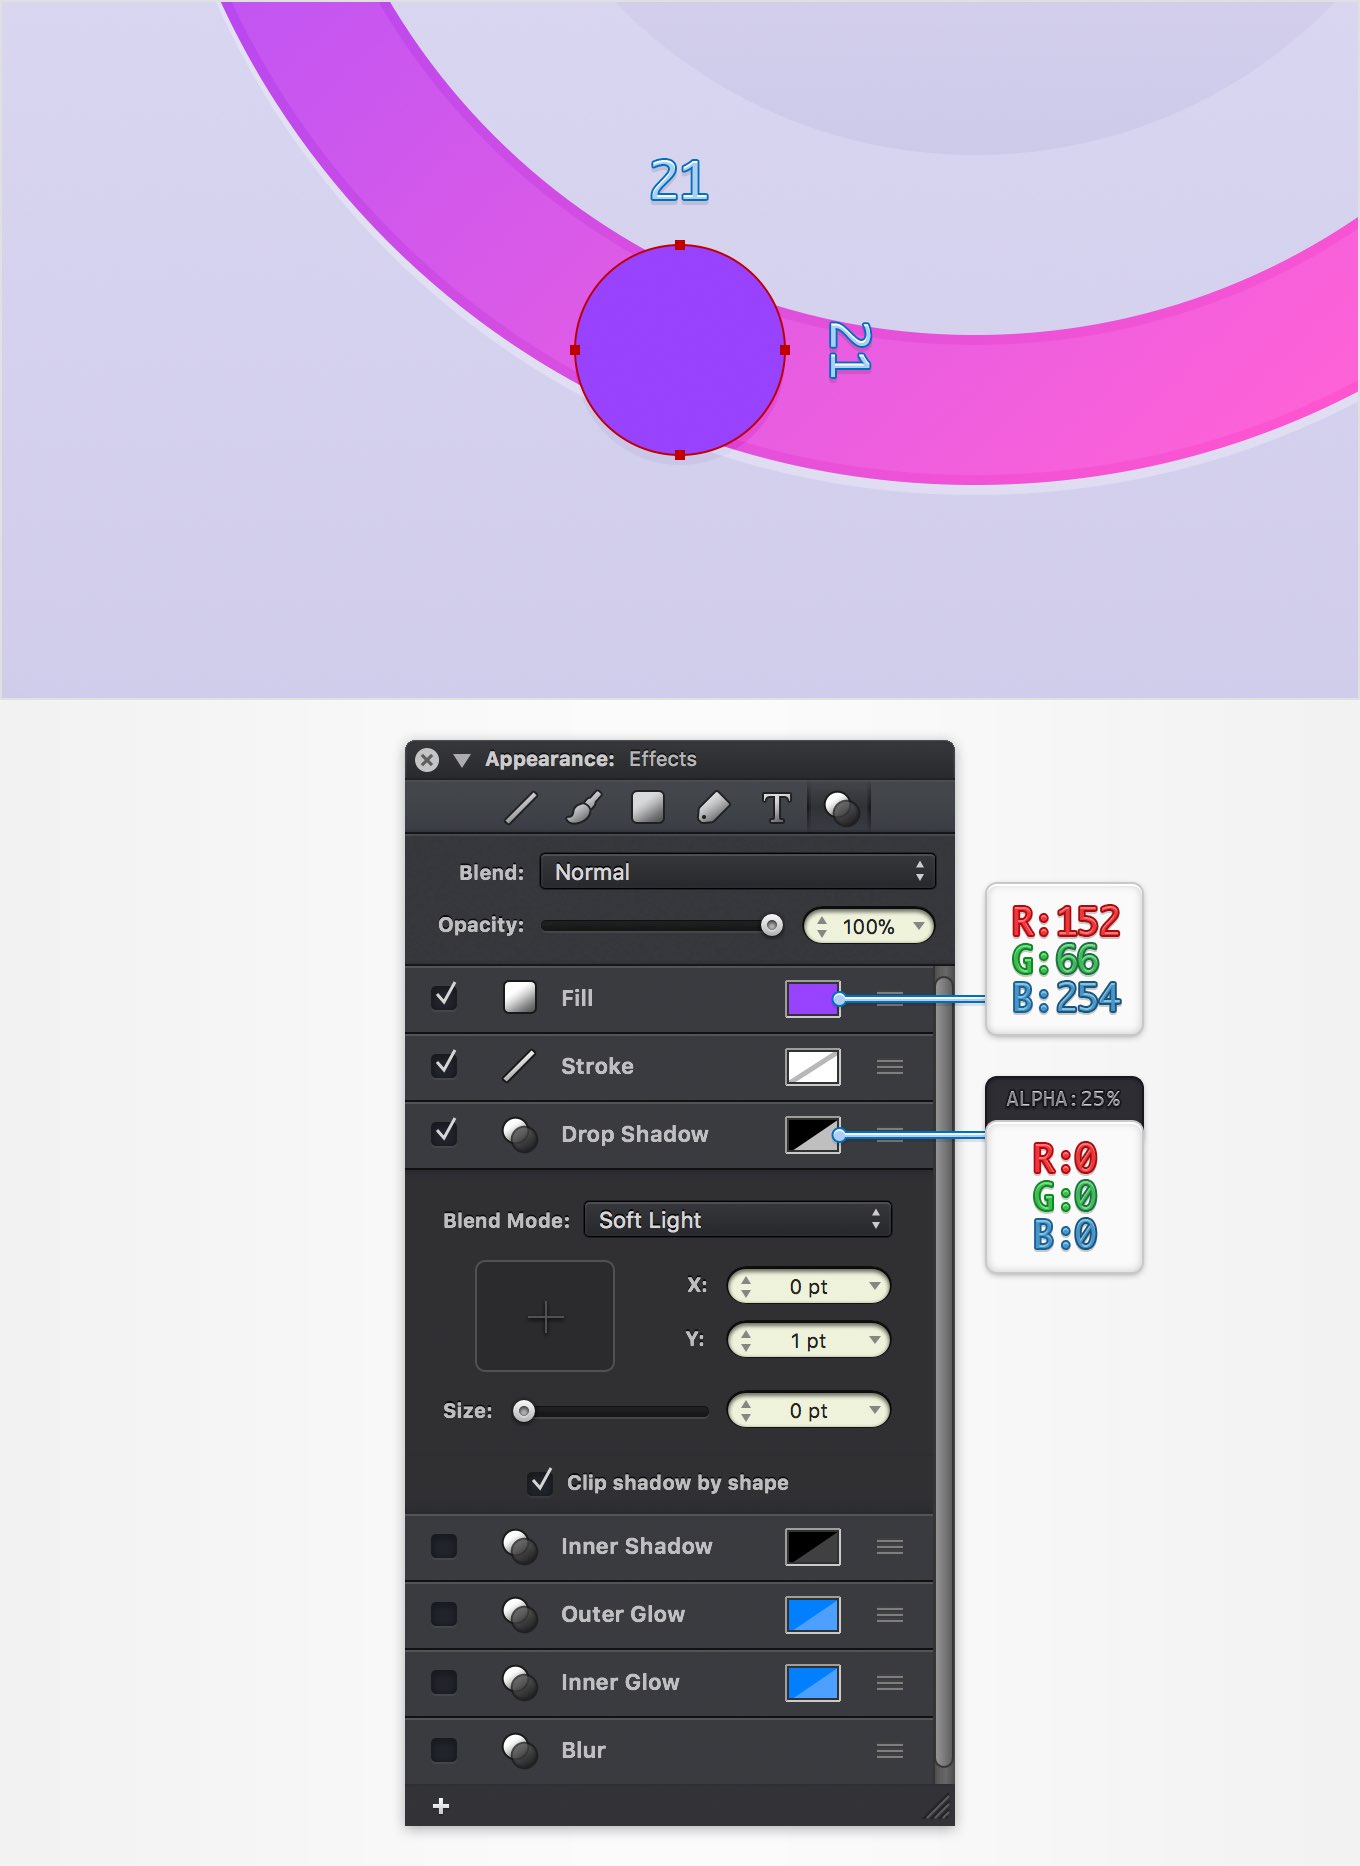 21
21
Appearance: Effects
T
Blend: Normal
Opacity: 100%
R:152
G:66
B:254
Fill
Stroke
ALPHA:25%
Drop Shadow
R:0
G:0
B:0
Blend Mode: Soft Light
X: 0 pt
Y: 1 pt
Size: 0 pt
Clip shadow by shape
Inner Shadow
Outer Glow
Inner Glow
Blur